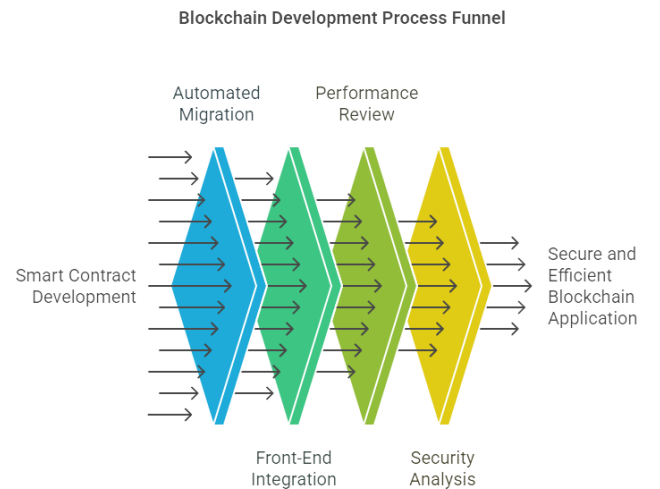 Blockchain Development Process Funnel
Automated
Migration
Performance
Review
Smart Contract
Development
Secure and
Efficient
Blockchain
Application
Front-End
Integration
Security
Analysis